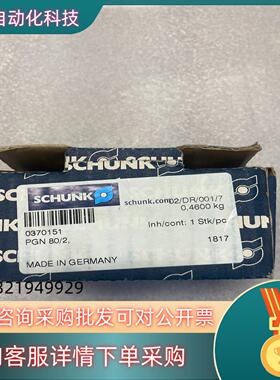 自动化科技
SCHUNK
SCHUNK
schunk.com
02/DR/001/7
0,4600 kg
0370151
PGN 80/2,
Inh/cont: 1 Stk/pc
1817
MADE IN GERMANY
321949929
咨询采购批发可对公开票
客服详情下单采购